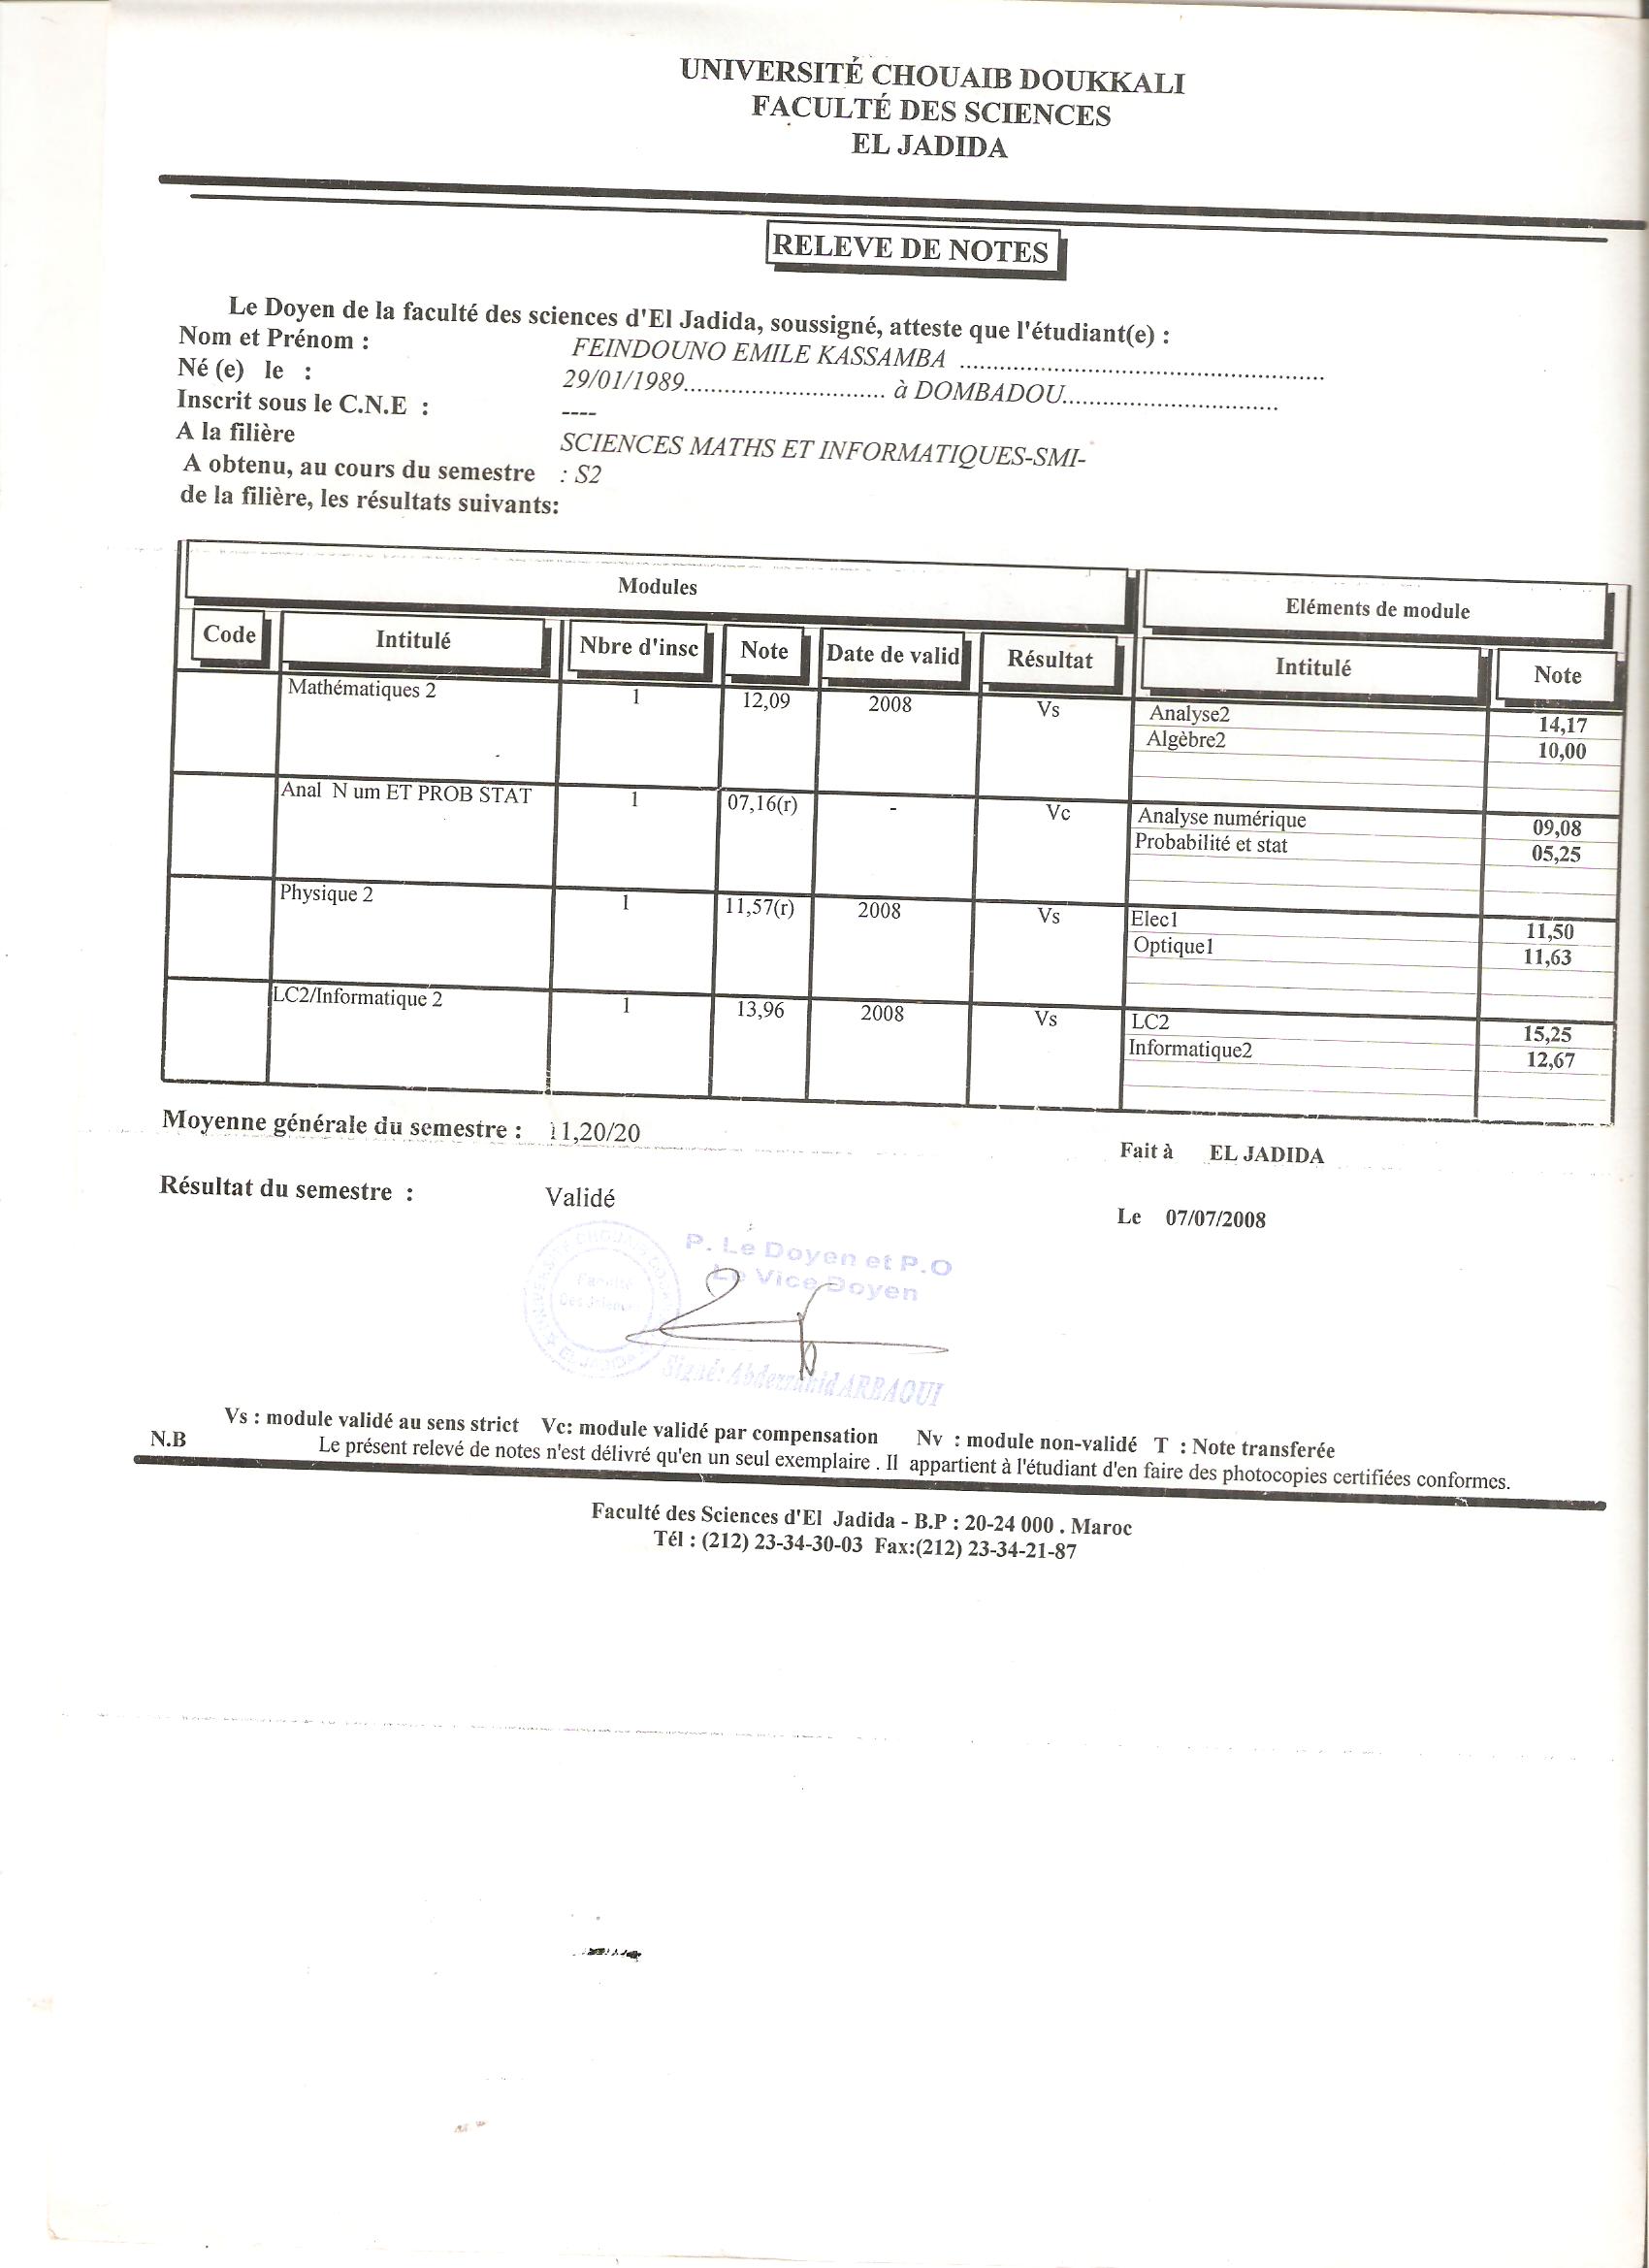 UNIVERSITÉ CHOUAIB DOUKKALI
FACULTÉ DES SCIENCES
EL JADIDA
RELEVE DE NOTES
Le Doyen de la faculté des sciences d'El Jadida, soussigné, atteste que l'étudiant(e) :
Nom et Prénom : FEINDOUNO EMILE KASSAMBA ........................................................
Né (e) le : 29/01/1989.............................. à DOMBADOU.................................
Inscrit sous le C.N.E : ----
A la filière SCIENCES MATHS ET INFORMATIQUES-SMI-
A obtenu, au cours du semestre : S2
de la filière, les résultats suivants:
Modules Eléments de module
Code Intitulé Nbre d'insc Note Date de valid Résultat Intitulé Note
Mathématiques 2 1 12,09 2008 Vs Analyse2 14,17
Algèbre2 10,00
Anal N um ET PROB STAT 1 07,16(r) - Vc Analyse numérique 09,08
Probabilité et stat 05,25
Physique 2 1 11,57(r) 2008 Vs Elec1 11,50
Optique1 11,63
LC2/Informatique 2 1 13,96 2008 Vs LC2 15,25
Informatique2 12,67
Moyenne générale du semestre : 11,20/20
Fait à EL JADIDA
Résultat du semestre : Validé
Le 07/07/2008
P. Le Doyen et P.O
Le Vice Doyen
Faculté
Des Sciences
EL JADIDA
Signé: ARBAOUI
Vs : module validé au sens strict Vc: module validé par compensation Nv : module non-validé T : Note transferée
N.B Le présent relevé de notes n'est délivré qu'en un seul exemplaire . Il appartient à l'étudiant d'en faire des photocopies certifiées conformes.
Faculté des Sciences d'El Jadida - B.P : 20-24 000 . Maroc
Tél : (212) 23-34-30-03 Fax:(212) 23-34-21-87